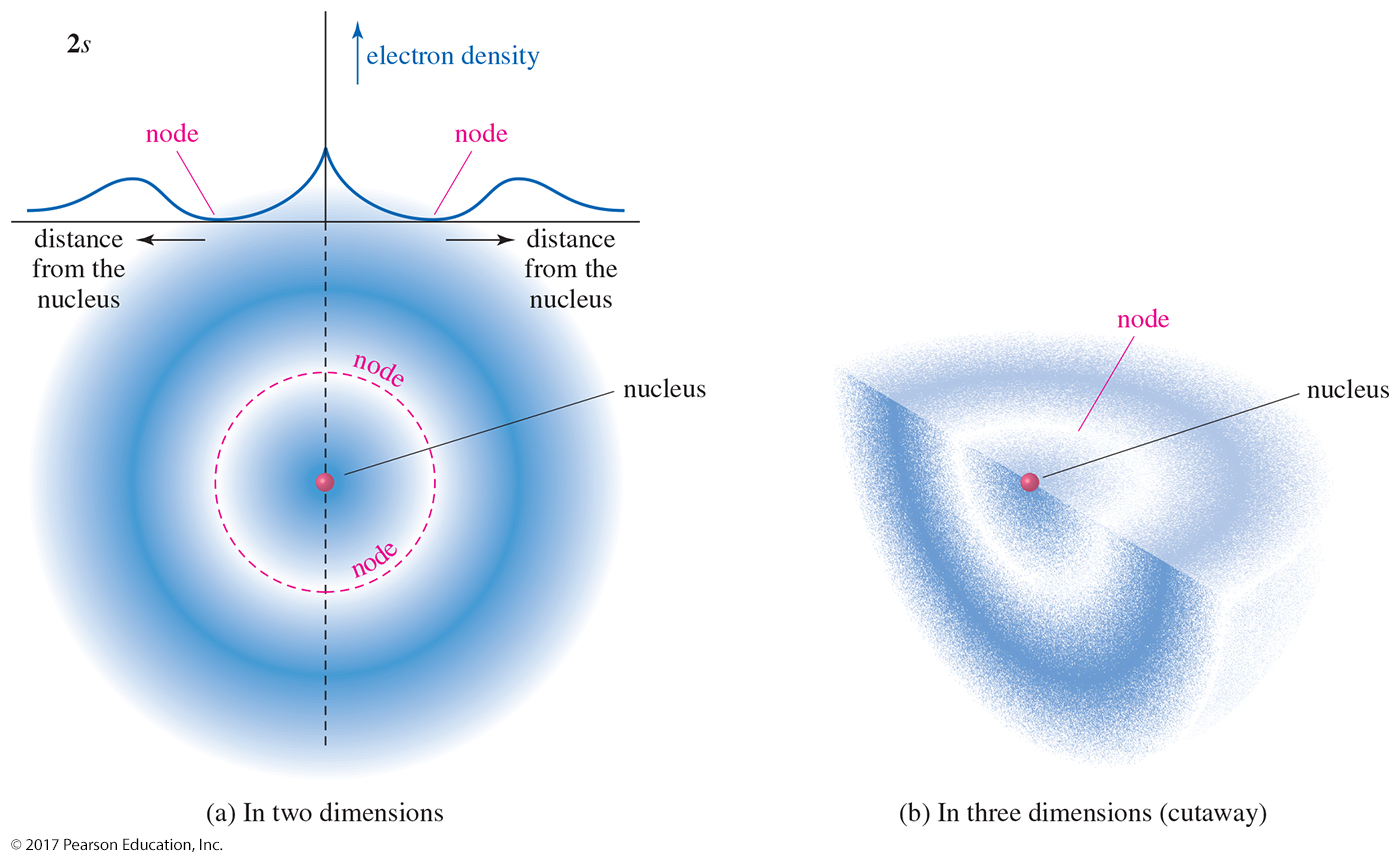 2s
electron density
node
node
distance
from the
nucleus
distance
from the
nucleus
node
node
nucleus
node
nucleus
(a) In two dimensions
(b) In three dimensions (cutaway)
© 2017 Pearson Education, Inc.